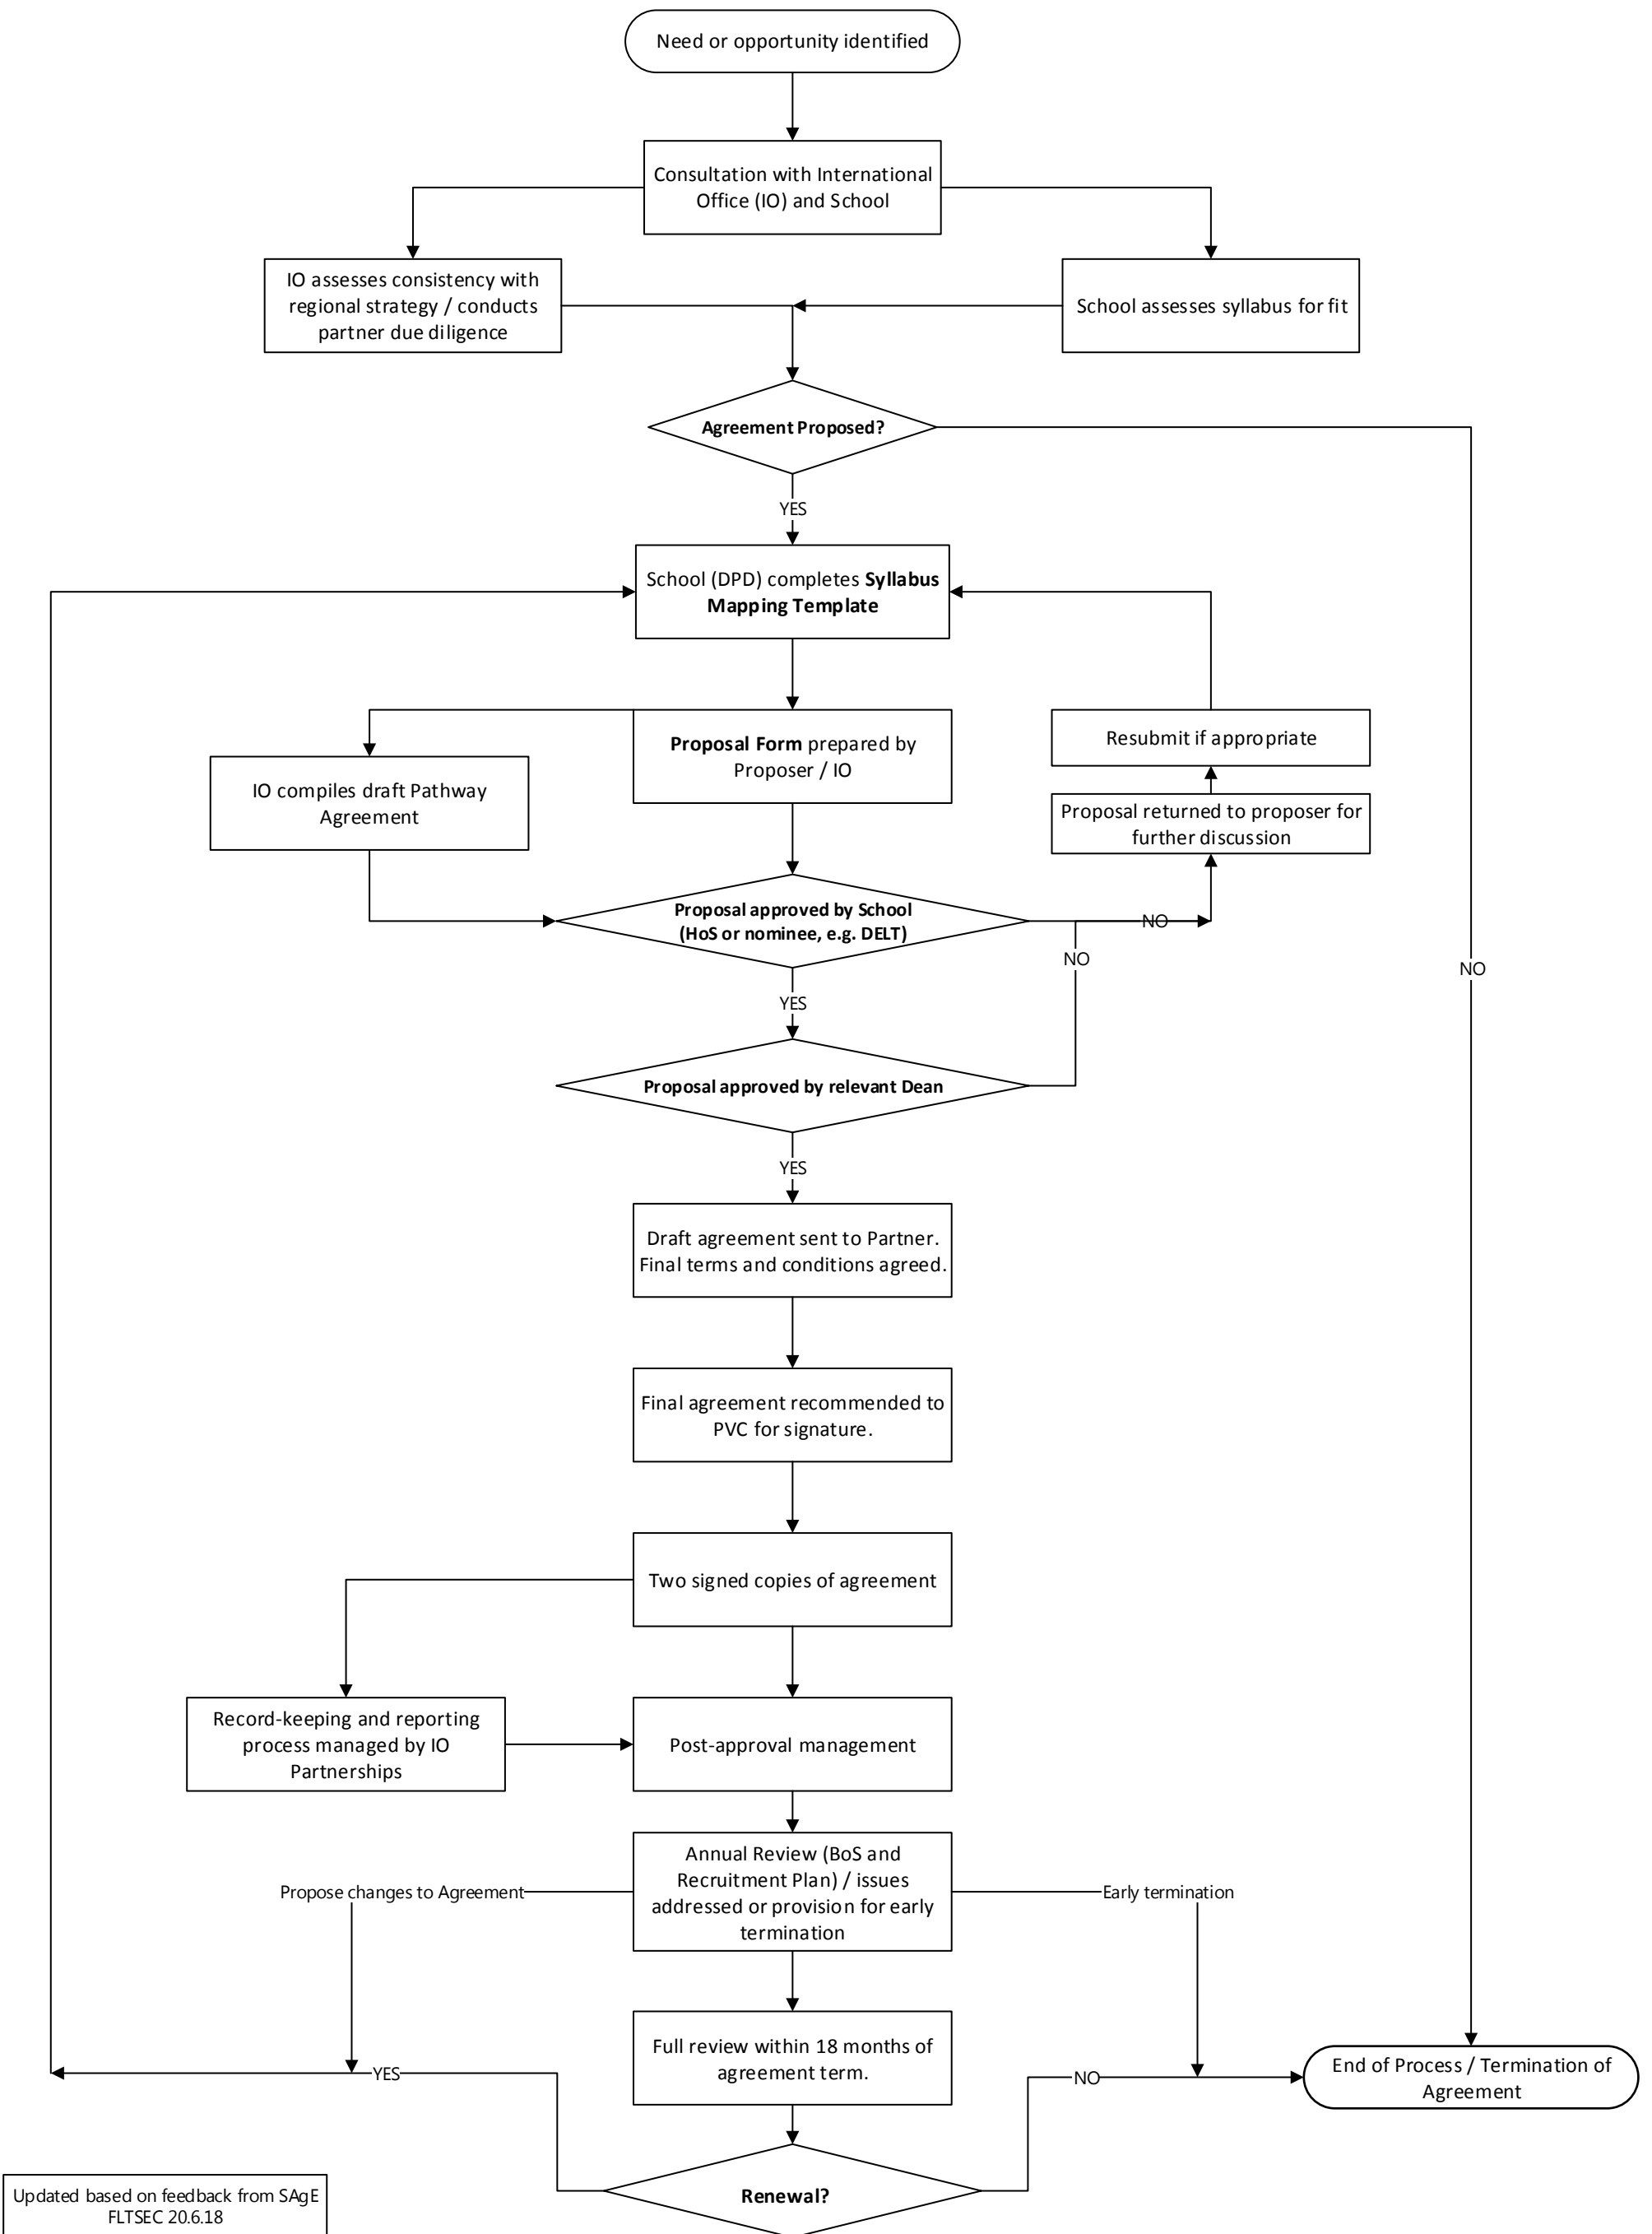 Need or opportunity identified
Consultation with International
Office (IO) and School
IO assesses consistency with
regional strategy / conducts
partner due diligence
School assesses syllabus for fit
Agreement Proposed?
YES
School (DPD) completes Syllabus
Mapping Template
Proposal Form prepared by
Proposer / IO
Resubmit if appropriate
IO compiles draft Pathway
Agreement
Proposal returned to proposer for
further discussion
Proposal approved by School
(HoS or nominee, e.g. DELT)
NO
NO
NO
YES
Proposal approved by relevant Dean
YES
Draft agreement sent to Partner.
Final terms and conditions agreed.
Final agreement recommended to
PVC for signature.
Two signed copies of agreement
Record-keeping and reporting
process managed by IO
Partnerships
Post-approval management
Annual Review (BoS and
Recruitment Plan) / issues
addressed or provision for early
termination
Propose changes to Agreement
Early termination
Full review within 18 months of
agreement term.
YES
NO
End of Process / Termination of
Agreement
Renewal?
Updated based on feedback from SAgE
FLTSEC 20.6.18